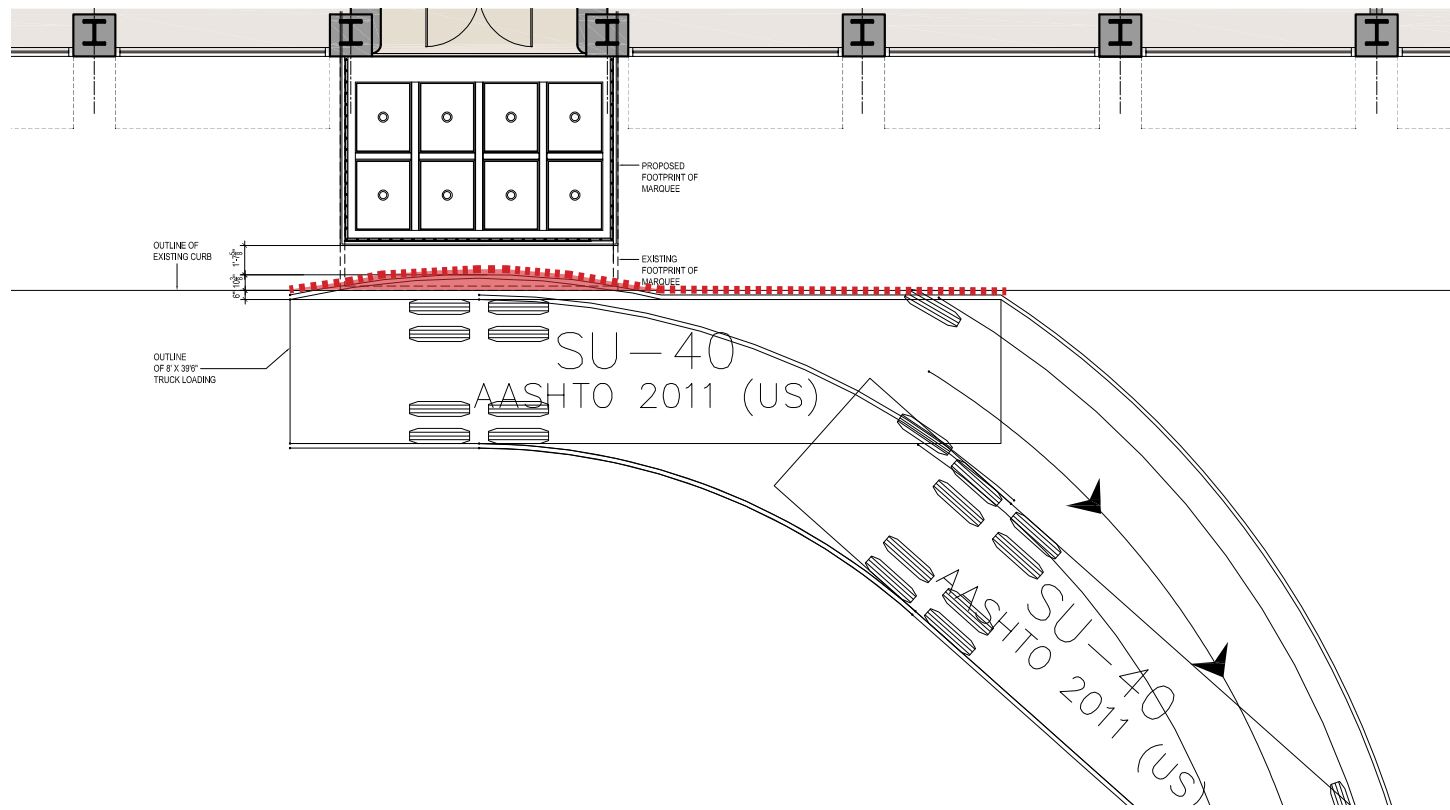 PROPOSED
FOOTPRINT OF
MARQUEE
OUTLINE OF
EXISTING CURB
EXISTING
FOOTPRINT OF
MARQUEE
SU-40
AASHTO 2011 (US)
OUTLINE
OF 8' X 39'6"
TRUCK LOADING
SU-40
AASHTO 2011 (US)